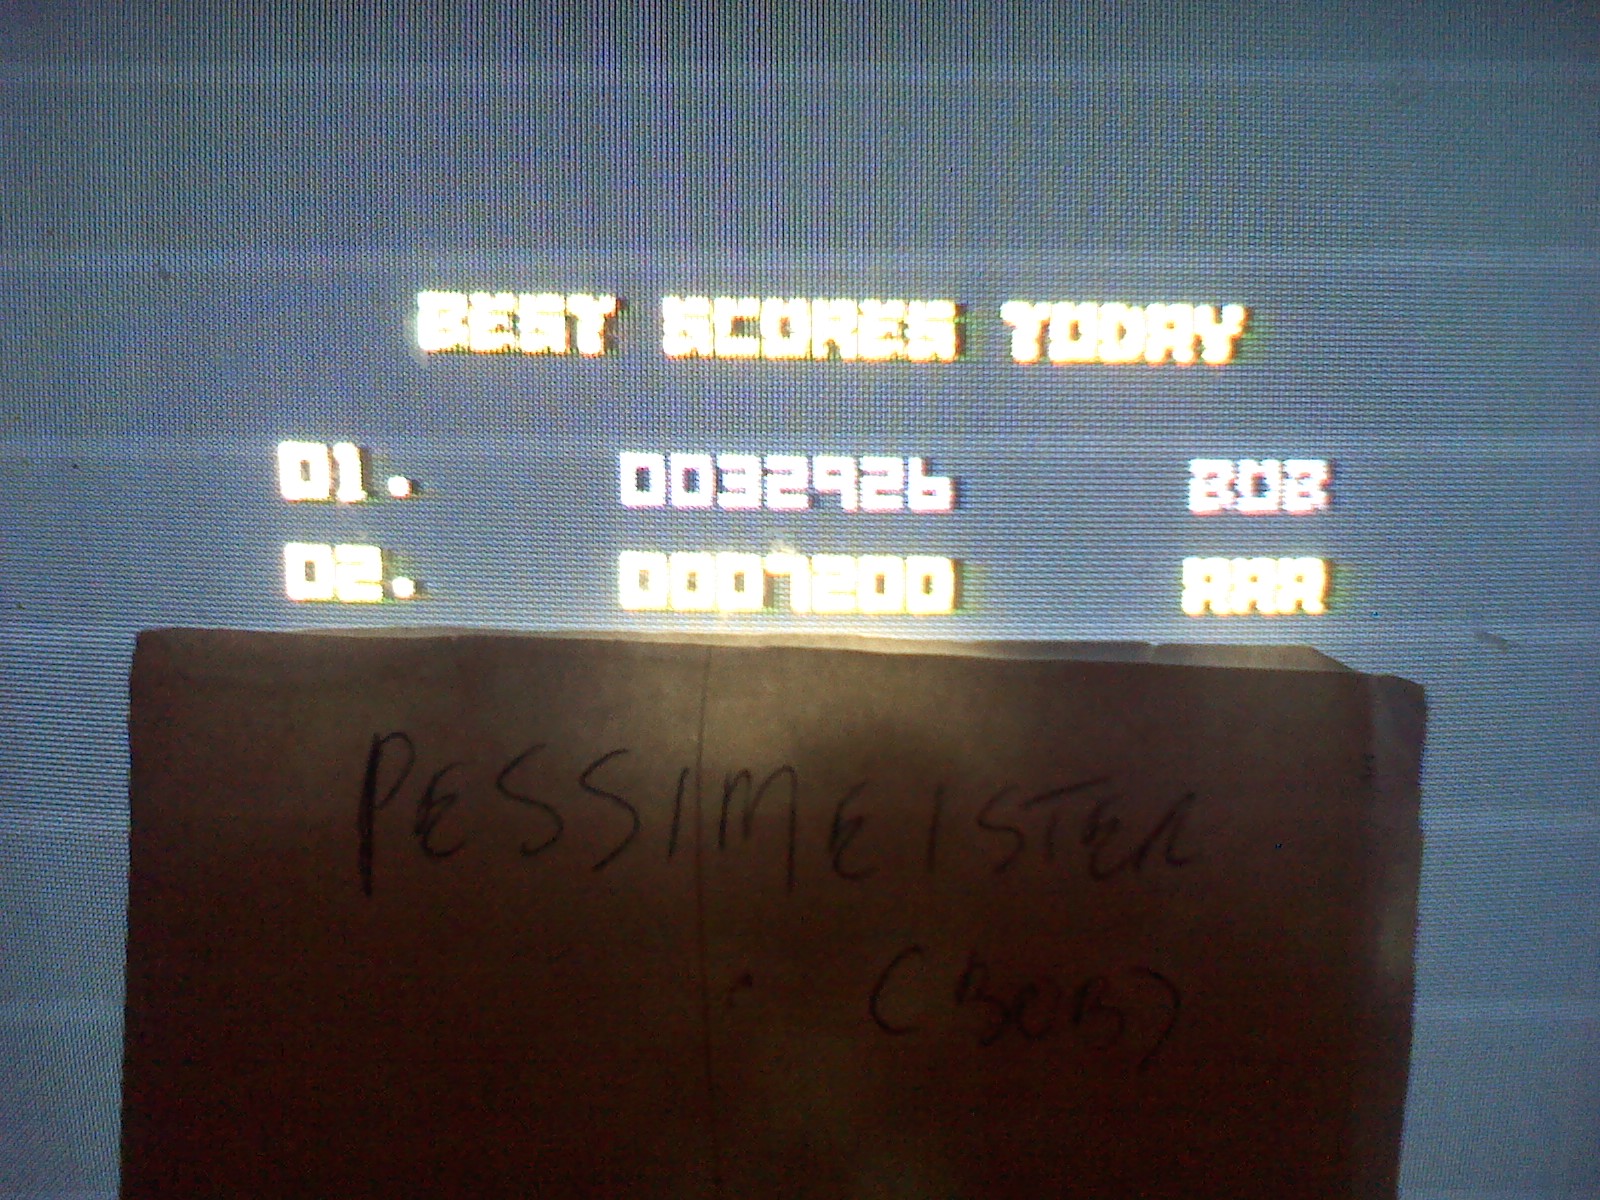 BEST SCORES TODAY
01. 0032926 BOB
02. 0007200 AAA
PESSIMEISTER
(BOB)